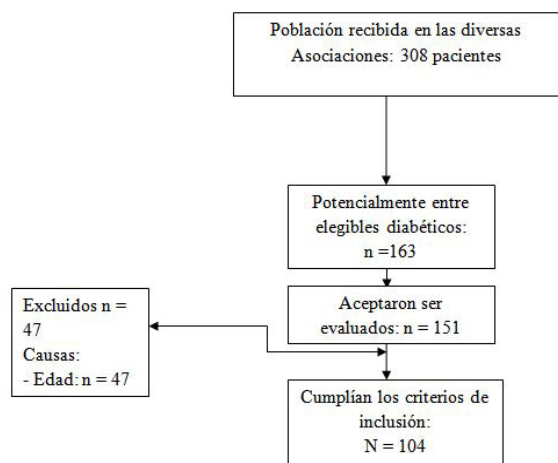 Población recibida en las diversas
Asociaciones: 308 pacientes
Potencialmente entre
elegibles diabéticos:
n =163
Aceptaron ser
evaluados: n = 151
Excluidos n =
47
Causas:
- Edad: n = 47
Cumplían los criterios de
inclusión:
N = 104